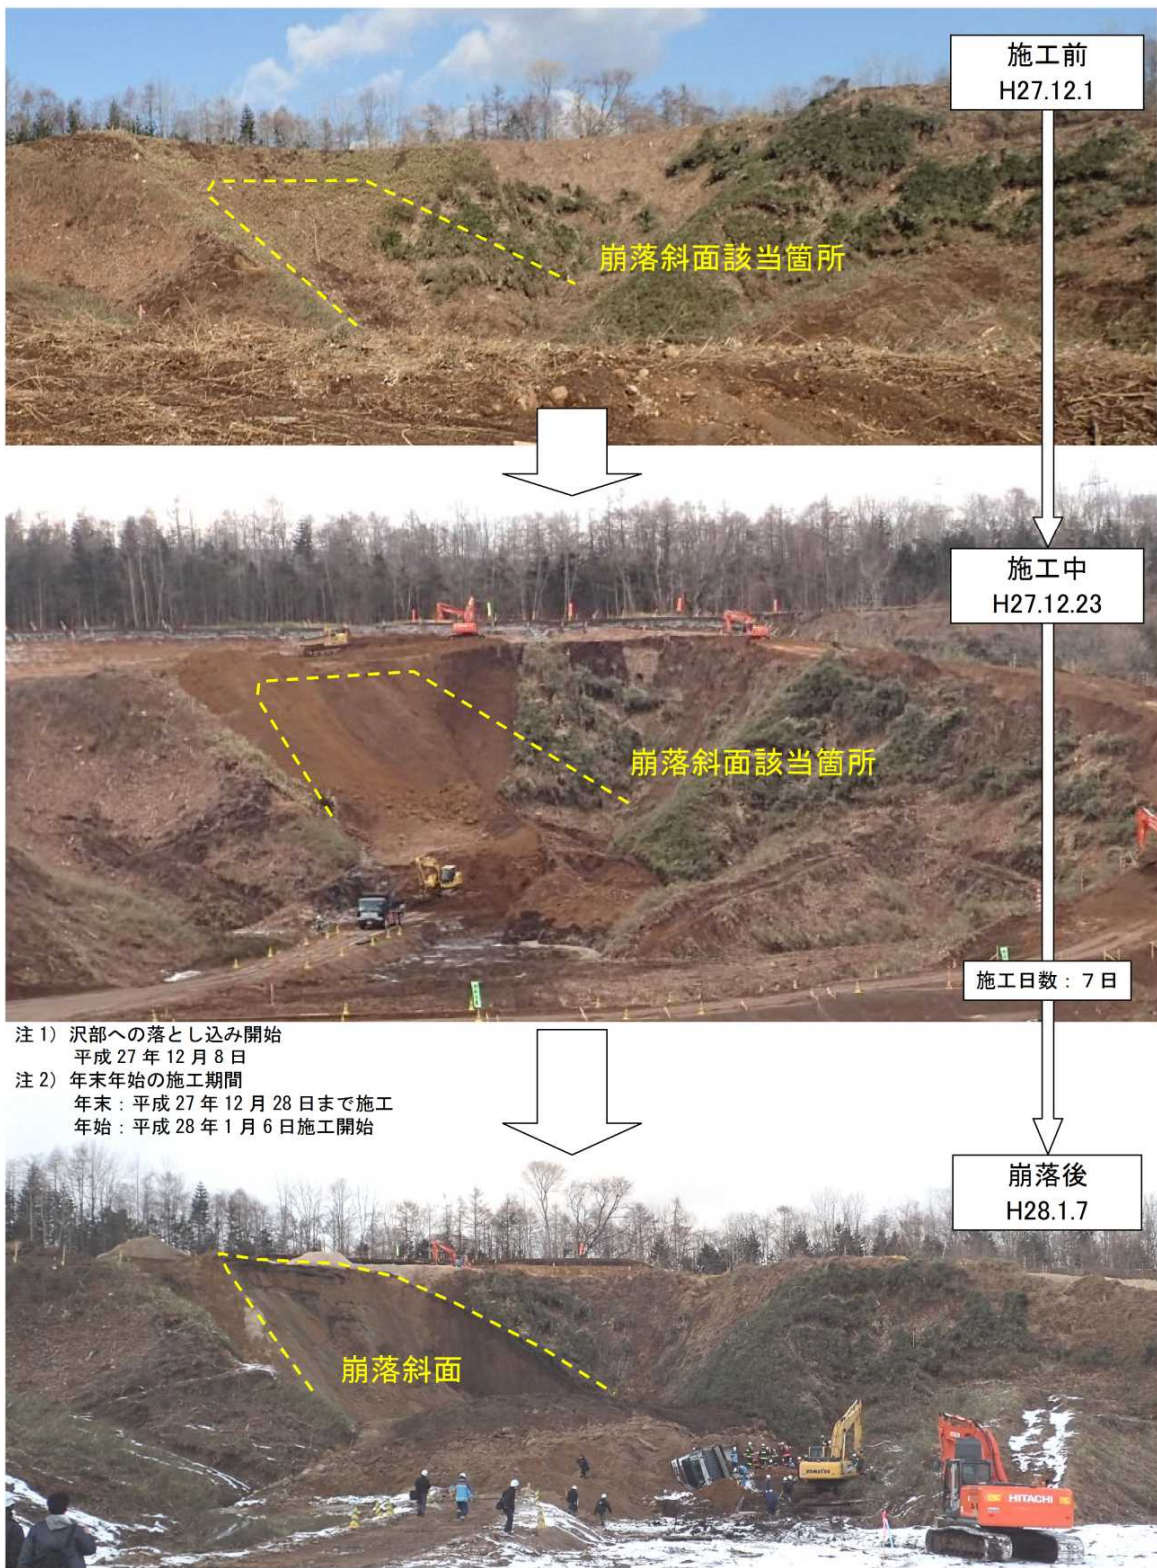 施工前
H27.12.1
崩落斜面該当箇所
施工中
H27.12.23
崩落斜面該当箇所
施工日数：7日
注1）沢部への落とし込み開始
平成27年12月8日
注2）年末年始の施工期間
年末：平成27年12月28日まで施工
年始：平成28年1月6日施工開始
崩落後
H28.1.7
崩落斜面
KOMATSU
HITACHI